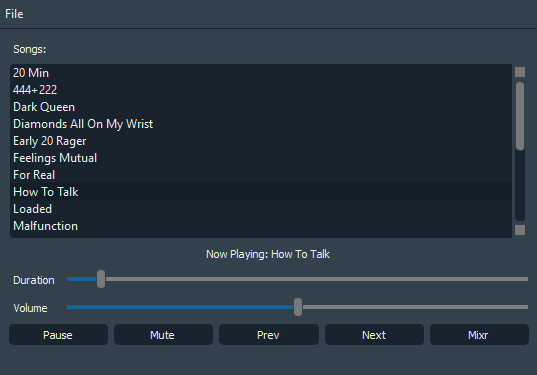 File
Songs:
20 Min
444+222
Dark Queen
Diamonds All On My Wrist
Early 20 Rager
Feelings Mutual
For Real
How To Talk
Loaded
Malfunction
Now Playing: How To Talk
Duration
Volume
Pause Mute Prev Next Mixr